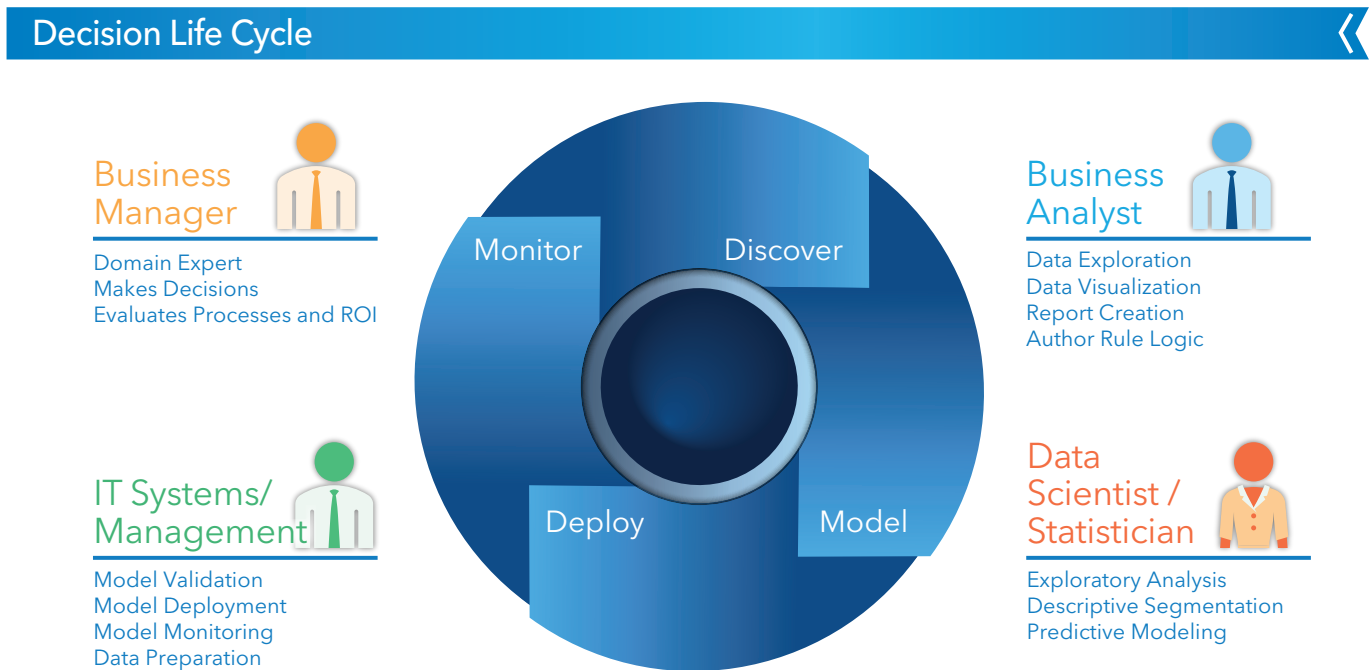 Decision Life Cycle
Business
Manager
Domain Expert
Makes Decisions
Evaluates Processes and ROI
Monitor
Discover
Business
Analyst
Data Exploration
Data Visualization
Report Creation
Author Rule Logic
IT Systems/
Management
Model Validation
Model Deployment
Model Monitoring
Data Preparation
Deploy
Model
Data
Scientist /
Statistician
Exploratory Analysis
Descriptive Segmentation
Predictive Modeling